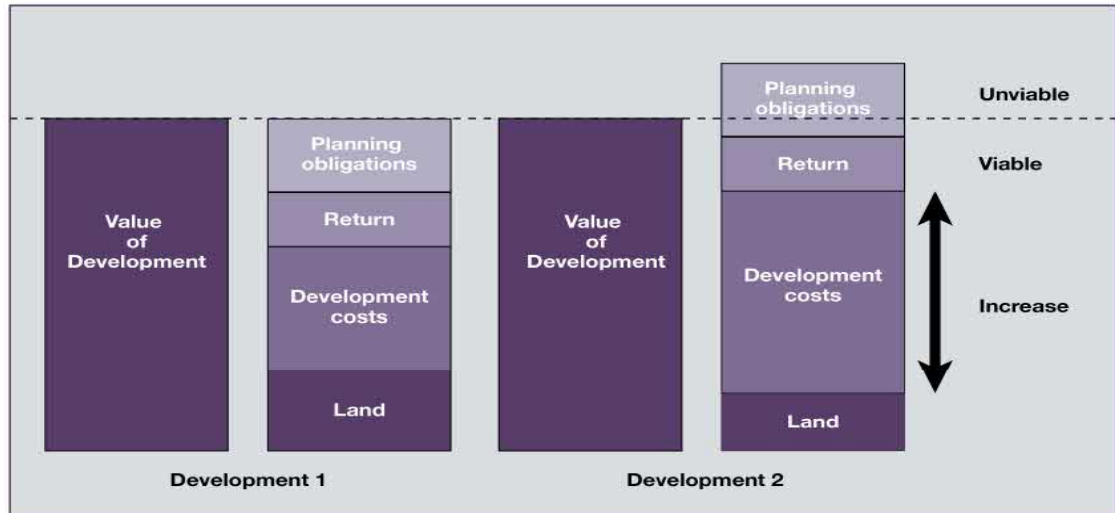 Value
of
Development
Planning
obligations
Return
Development
costs
Land
Development 1
Value
of
Development
Planning
obligations
Return
Development
costs
Land
Development 2
Unviable
Viable
Increase